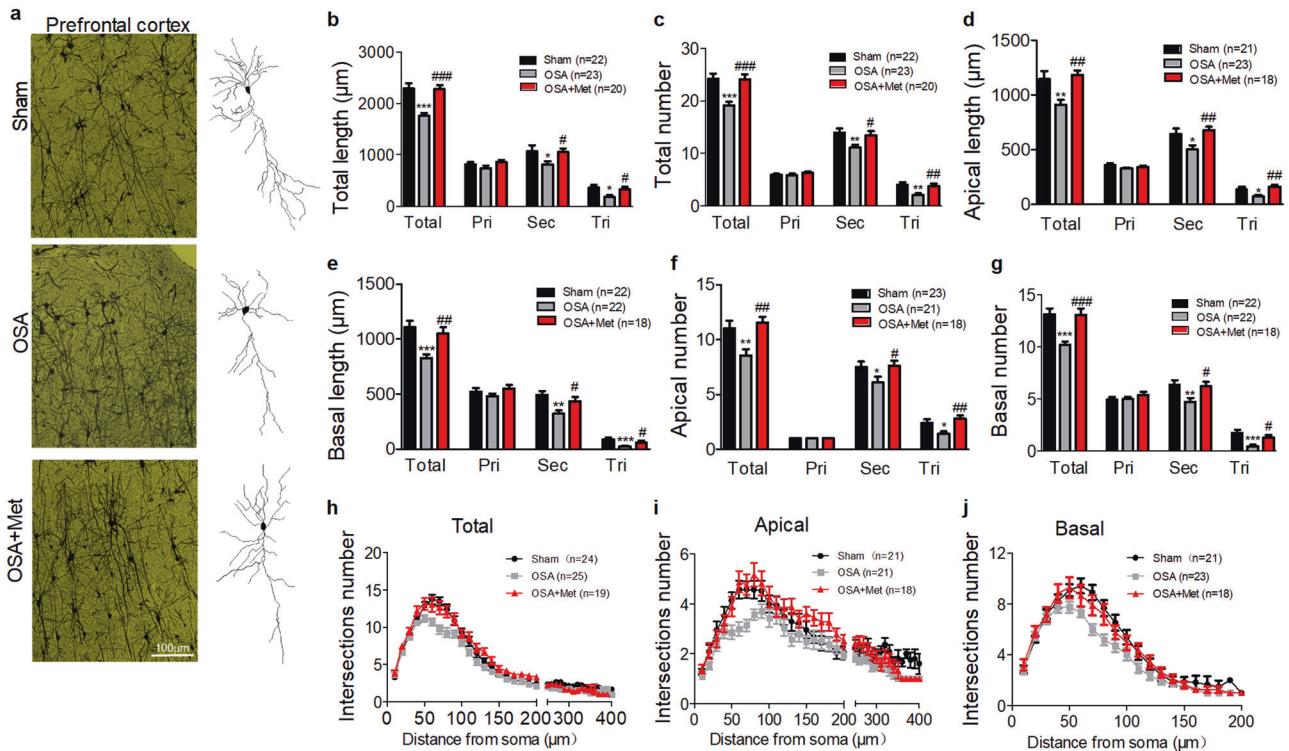 a
Prefrontal cortex
Sham
OSA
OSA+Met
100µm
b
Total length (µm)
3000
2000
1000
0
Sham (n=22)
OSA (n=23)
OSA+Met (n=20)
***
###
*
#
*
#
Total Pri Sec Tri
c
Total number
30
20
10
0
Sham (n=22)
OSA (n=23)
OSA+Met (n=20)
***
###
**
#
**
##
Total Pri Sec Tri
d
Apical length (µm)
1500
1000
500
0
Sham (n=21)
OSA (n=23)
OSA+Met (n=18)
**
##
*
##
*
##
Total Pri Sec Tri
e
Basal length (µm)
1500
1000
500
0
Sham (n=22)
OSA (n=22)
OSA+Met (n=18)
***
##
**
#
***
#
Total Pri Sec Tri
f
Apical number
15
10
5
0
Sham (n=23)
OSA (n=21)
OSA+Met (n=18)
**
##
*
#
*
##
Total Pri Sec Tri
g
Basal number
15
10
5
0
Sham (n=22)
OSA (n=22)
OSA+Met (n=18)
***
###
**
#
***
#
Total Pri Sec Tri
h
Total
Intersections number
20
15
10
5
0
Sham (n=24)
OSA (n=25)
OSA+Met (n=19)
0 50 100 150 200 300 400
Distance from soma (µm)
i
Apical
Intersections number
6
4
2
0
Sham (n=21)
OSA (n=21)
OSA+Met (n=18)
0 50 100 150 200 300 400
Distance from soma (µm)
j
Basal
Intersections number
12
8
4
0
Sham (n=21)
OSA (n=23)
OSA+Met (n=18)
0 50 100 150 200
Distance from soma (µm)